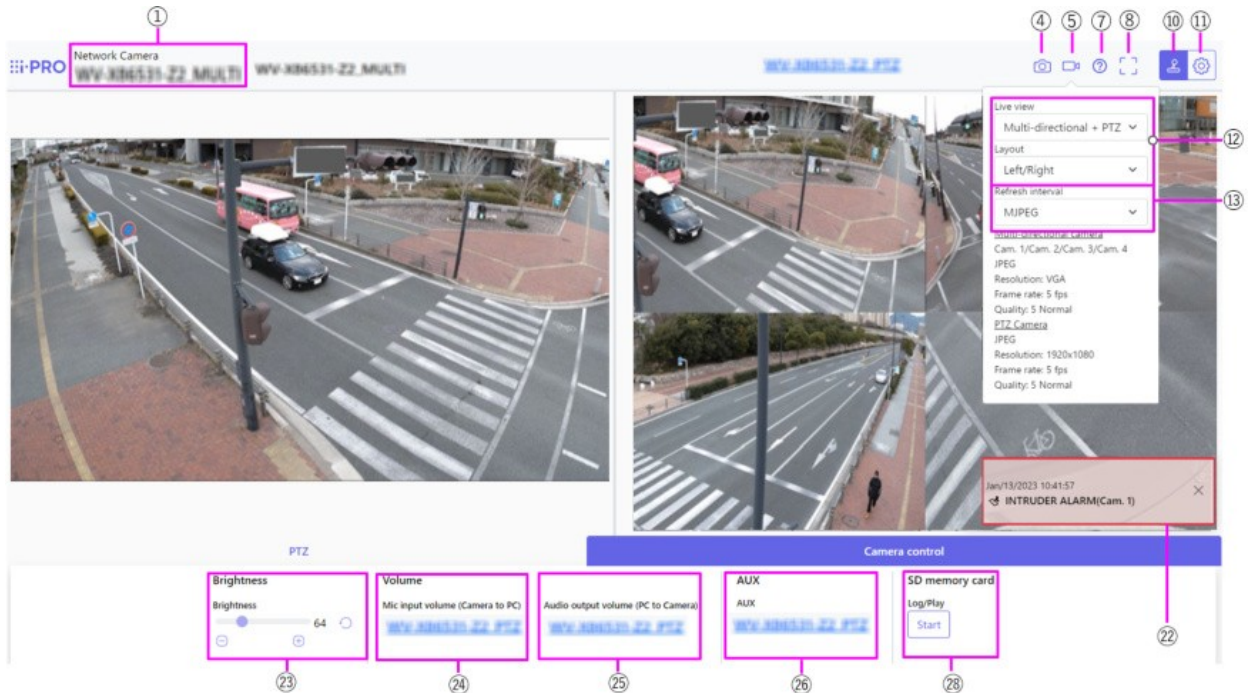 ①
④
⑤
⑦
⑧
⑩
⑪
i-PRO
Network Camera
WV-X86531-Z2_MULTI
WV-X86531-Z2_MULTI
WV-X86531-Z2_PTZ
Live view
Multi-directional + PTZ
⑫
Layout
Left/Right
Refresh interval
⑬
MJPEG
Multi-directional Camera
Cam. 1/Cam. 2/Cam. 3/Cam. 4
JPEG
Resolution: VGA
Frame rate: 5 fps
Quality: 5 Normal
PTZ Camera
JPEG
Resolution: 1920x1080
Frame rate: 5 fps
Quality: 5 Normal
Jan/13/2023 10:41:57
INTRUDER ALARM(Cam. 1)
PTZ
Camera control
Brightness
Volume
AUX
SD memory card
Brightness
Mic input volume (Camera to PC)
Audio output volume (PC to Camera)
AUX
Log/Play
64
WV-X86531-Z2_PTZ
WV-X86531-Z2_PTZ
WV-X86531-Z2_PTZ
Start
㉒
㉓
㉔
㉕
㉖
㉘